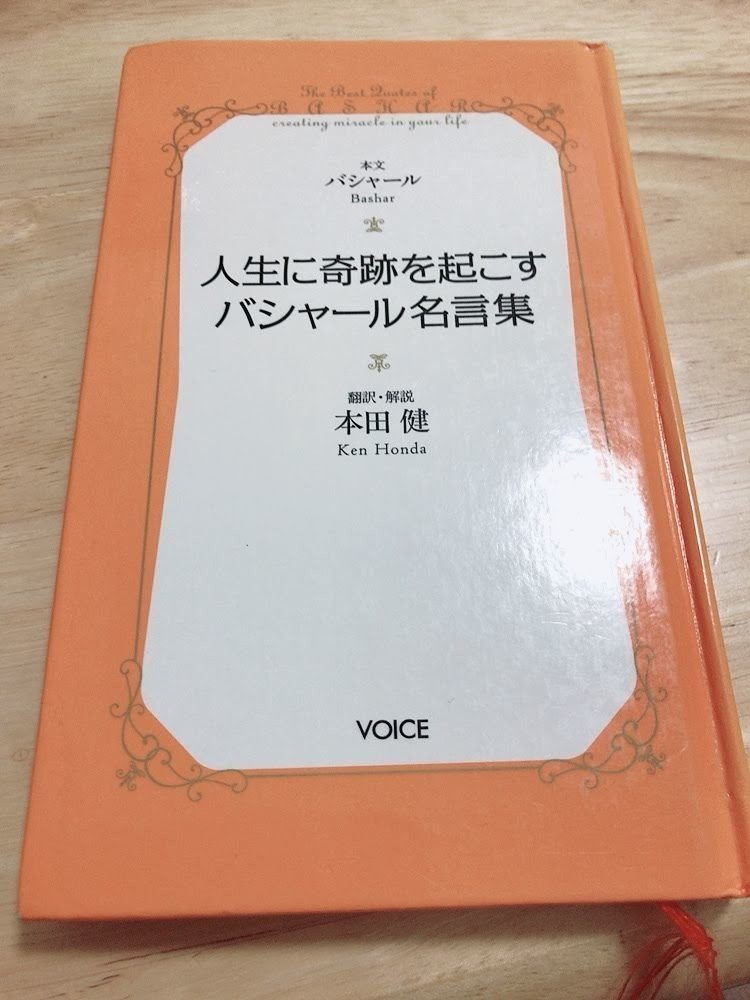 The Best Quotes of
BASHAR
creating miracle in your life
本文
バシャール
Bashar
人生に奇跡を起こす
バシャール名言集
翻訳・解説
本田 健
Ken Honda
VOICE